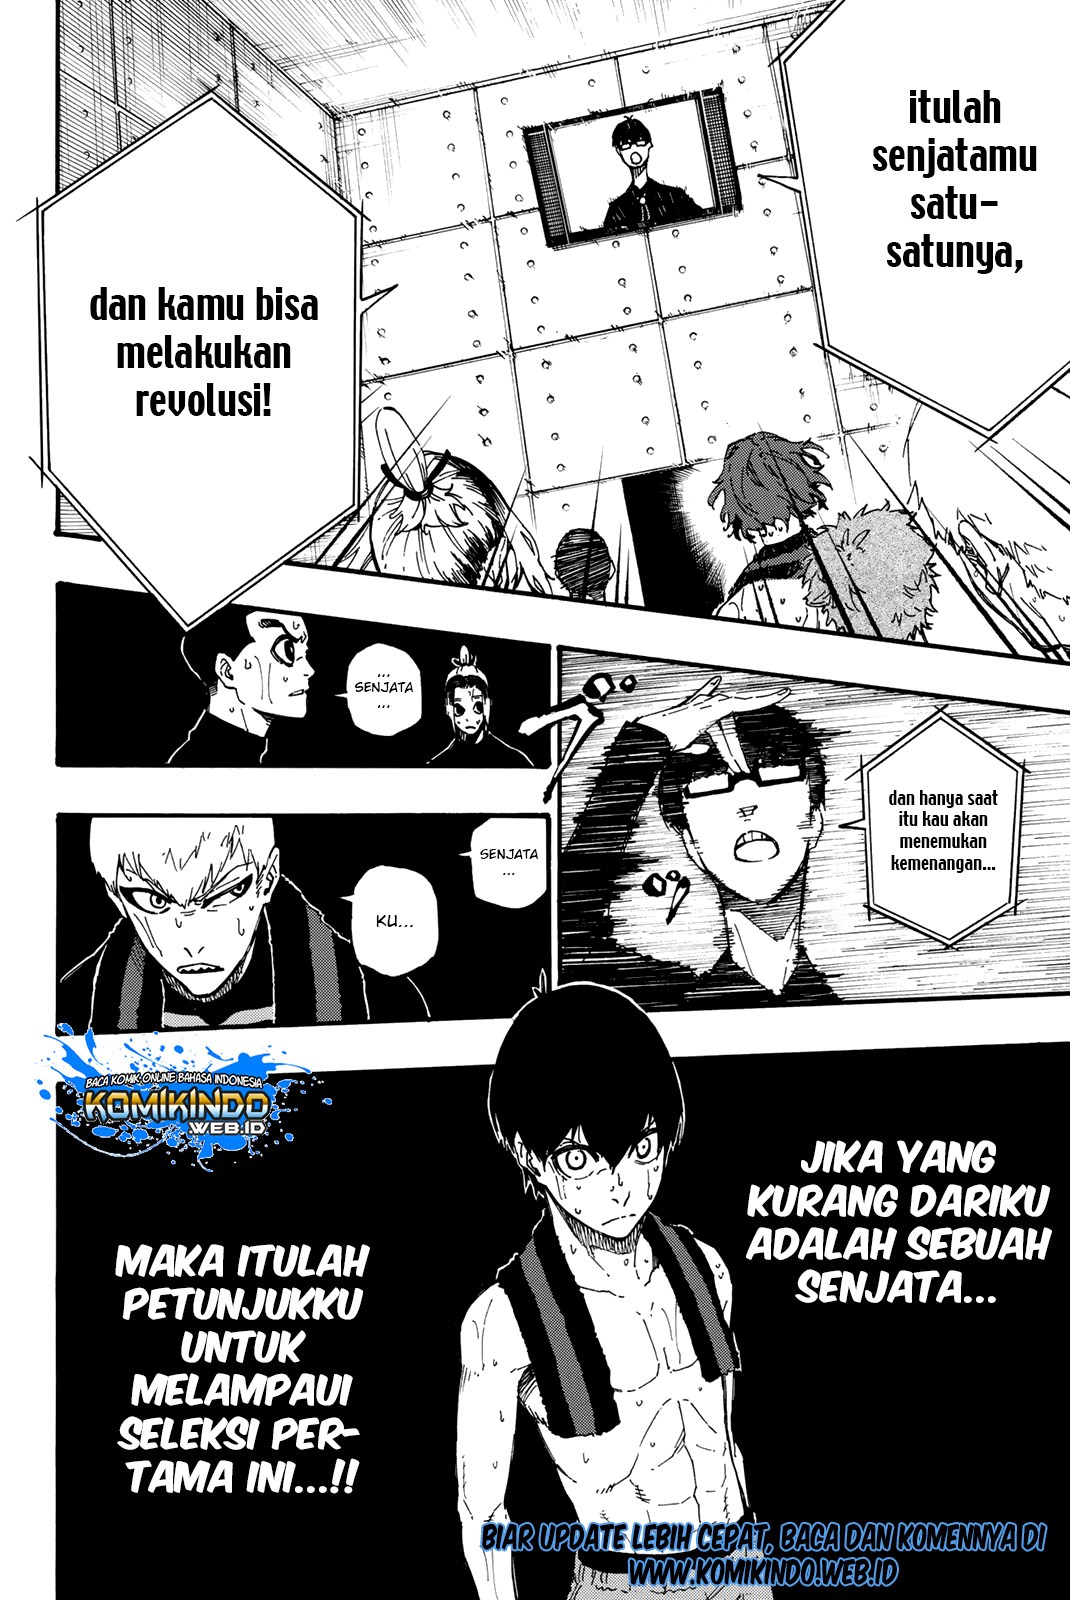 itulah
senjatamu
satu-
satunya,
dan kamu bisa
melakukan
revolusi!
dan hanya saat
itu kau akan
menemukan
kemenangan...
...
SENJATA
...
SENJATA
...
KU...
JIKA YANG
KURANG DARIKU
ADALAH SEBUAH
SENJATA...
MAKA ITULAH
PETUNJUKKU
UNTUK
MELAMPAUI
SELEKSI PER-
TAMA INI...!!
BACA KOMIK ONLINE BAHASA INDONESIA
KOMIKINDO
.WEB.ID
BIAR UPDATE LEBIH CEPAT, BACA DAN KOMENNYA DI
WWW.KOMIKINDO.WEB.ID